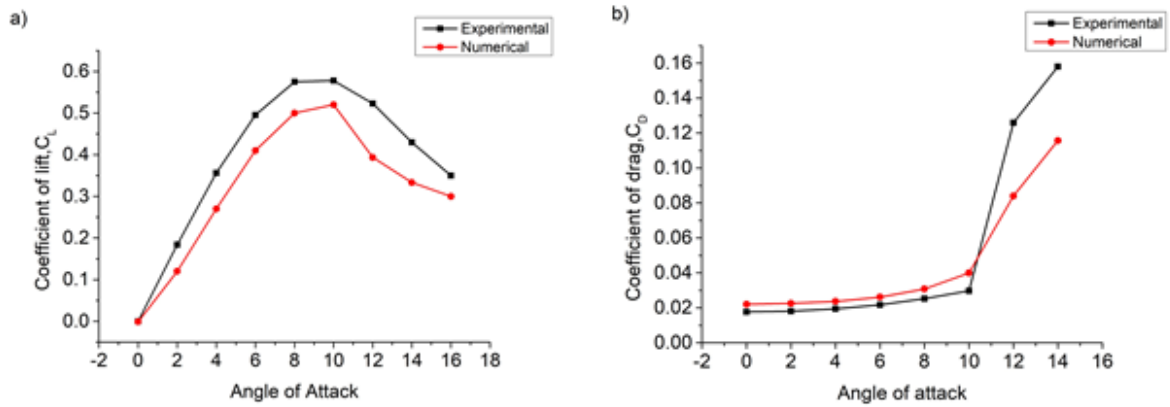 a)
Experimental
Numerical
0.6
0.5
0.4
0.3
0.2
0.1
0.0
Coefficient of lift,C_L
-2 0 2 4 6 8 10 12 14 16 18
Angle of Attack
b)
Experimental
Numerical
0.16
0.14
0.12
0.10
0.08
0.06
0.04
0.02
0.00
Coefficient of drag,C_D
-2 0 2 4 6 8 10 12 14 16
Angle of attack